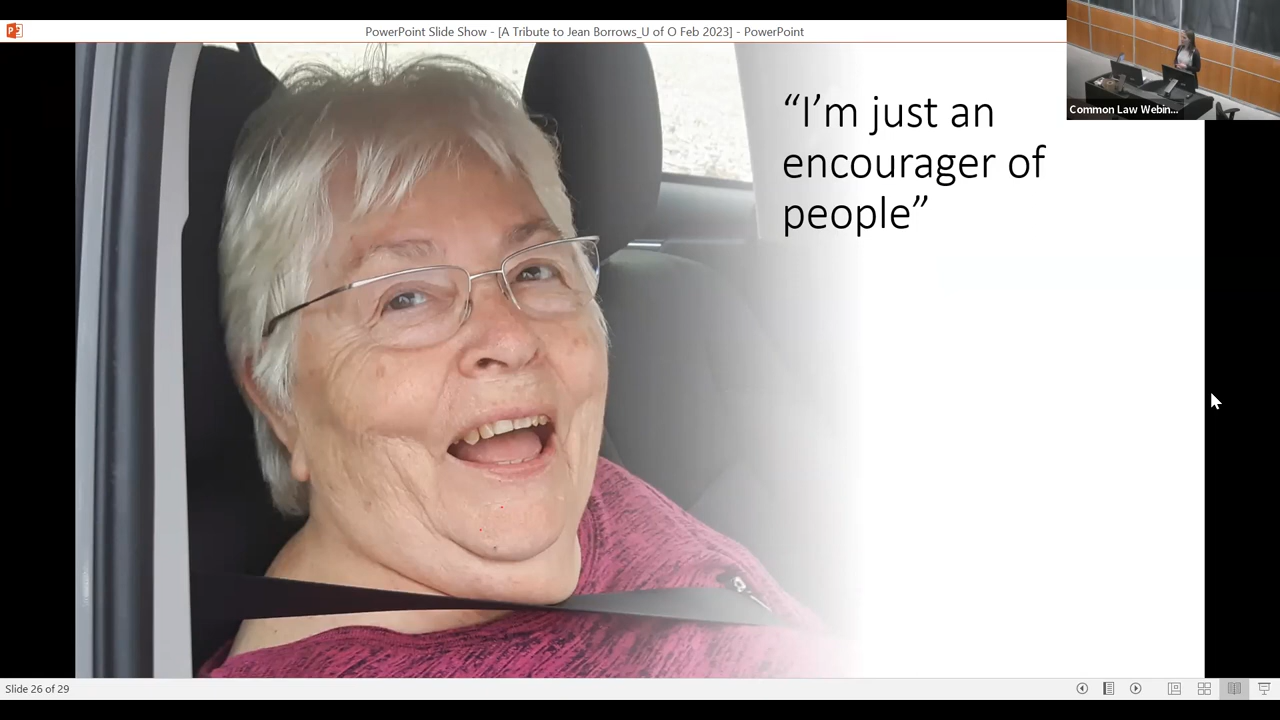 PowerPoint Slide Show - [A Tribute to Jean Borrows_U of O Feb 2023] - PowerPoint
Common Law Webin...
“I’m just an
encourager of
people”
Slide 26 of 29